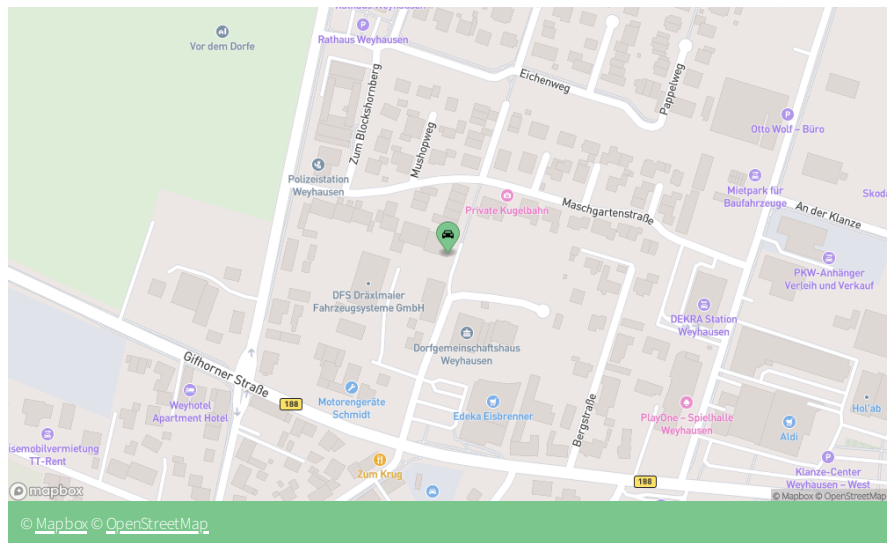 Rathaus Weyhausen
P
Rathaus Weyhausen
Vor dem Dorfe
Eichenweg
Pappelweg
Zum Blockshornberg
Mushopweg
P
Otto Wolf – Büro
Polizeistation
Weyhausen
Mietpark für
Baufahrzeuge
Skoda
Private Kugelbahn
Maschgartenstraße
An der Klanze
PKW-Anhänger
Verleih und Verkauf
DFS Dräxlmaier
Fahrzeugsysteme GmbH
DEKRA Station
Weyhausen
Dorfgemeinschaftshaus
Weyhausen
Gifhorner Straße
Weyhotel
Apartment Hotel
188
Motorengeräte
Schmidt
Edeka Eisbrenner
Bergstraße
PlayOne – Spielhalle
Weyhausen
Hol'ab
Aldi
isemobilvermietung
TT-Rent
Zum Krug
P
Klanze-Center
Weyhausen – West
188
mapbox
© Mapbox © OpenStreetMap
© Mapbox © OpenStreetMap